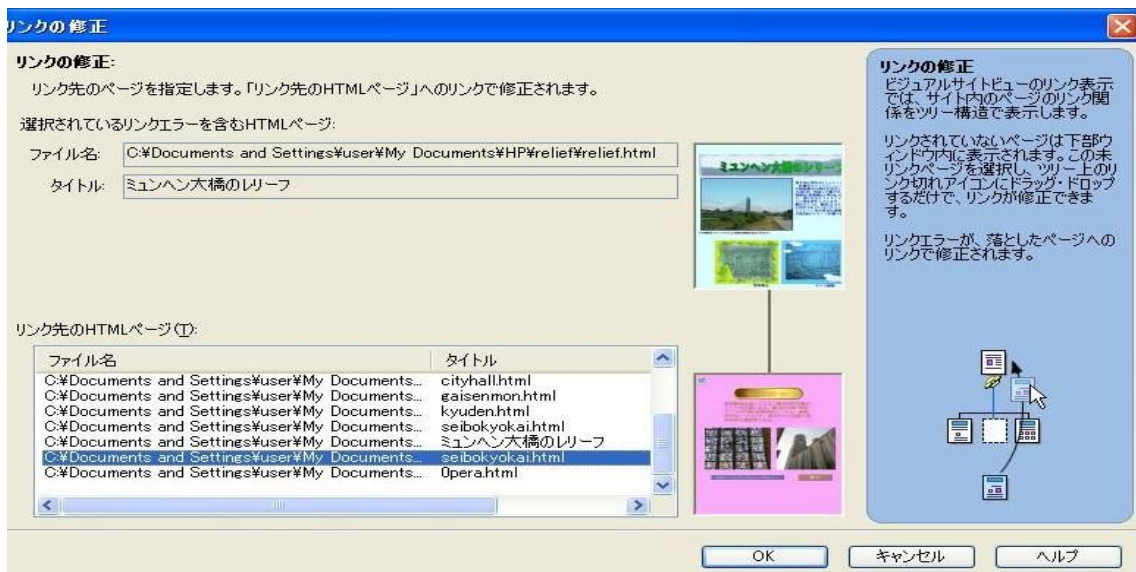 リンクの修正
リンクの修正:
リンク先のページを指定します。「リンク先のHTMLページ」へのリンクで修正されます。
選択されているリンクエラーを含むHTMLページ:
ファイル名: C:¥Documents and Settings¥user¥My Documents¥HP¥relief¥relief.html
タイトル: ミュンヘン大橋のレリーフ
ミュンヘン大橋のレリーフ
リンク先のHTMLページ(T):
ファイル名 タイトル
C:¥Documents and Settings¥user¥My Documents... cityhall.html
C:¥Documents and Settings¥user¥My Documents... gaisenmon.html
C:¥Documents and Settings¥user¥My Documents... kyuden.html
C:¥Documents and Settings¥user¥My Documents... seibokyokai.html
C:¥Documents and Settings¥user¥My Documents... ミュンヘン大橋のレリーフ
C:¥Documents and Settings¥user¥My Documents... seibokyokai.html
C:¥Documents and Settings¥user¥My Documents... Opera.html
リンクの修正
ビジュアルサイトビューのリンク表示
では、サイト内のページのリンク関
係をツリー構造で表示します。
リンクされていないページは下部ウ
ィンドウ内に表示されます。この未
リンクページを選択し、ツリー上のリ
ンク切れアイコンにドラッグ・ドロップ
するだけで、リンクが修正できま
す。
リンクエラーが、落としたページへの
リンクで修正されます。
OK キャンセル ヘルプ